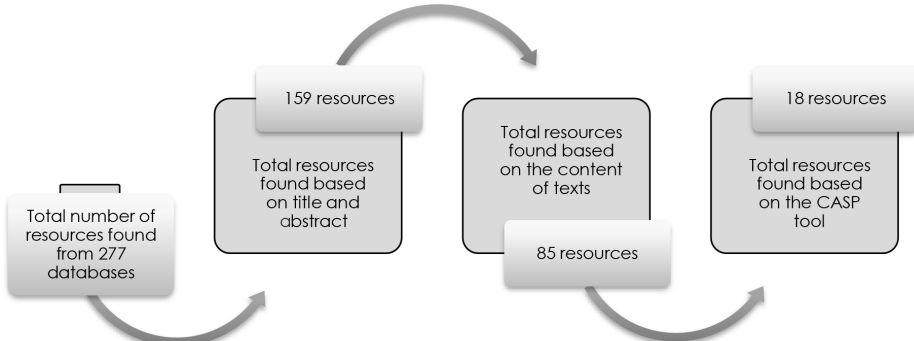 Total number of
resources found
from 277
databases
159 resources
Total resources
found based
on title and
abstract
Total resources
found based
on the content
of texts
85 resources
18 resources
Total resources
found based
on the CASP
tool